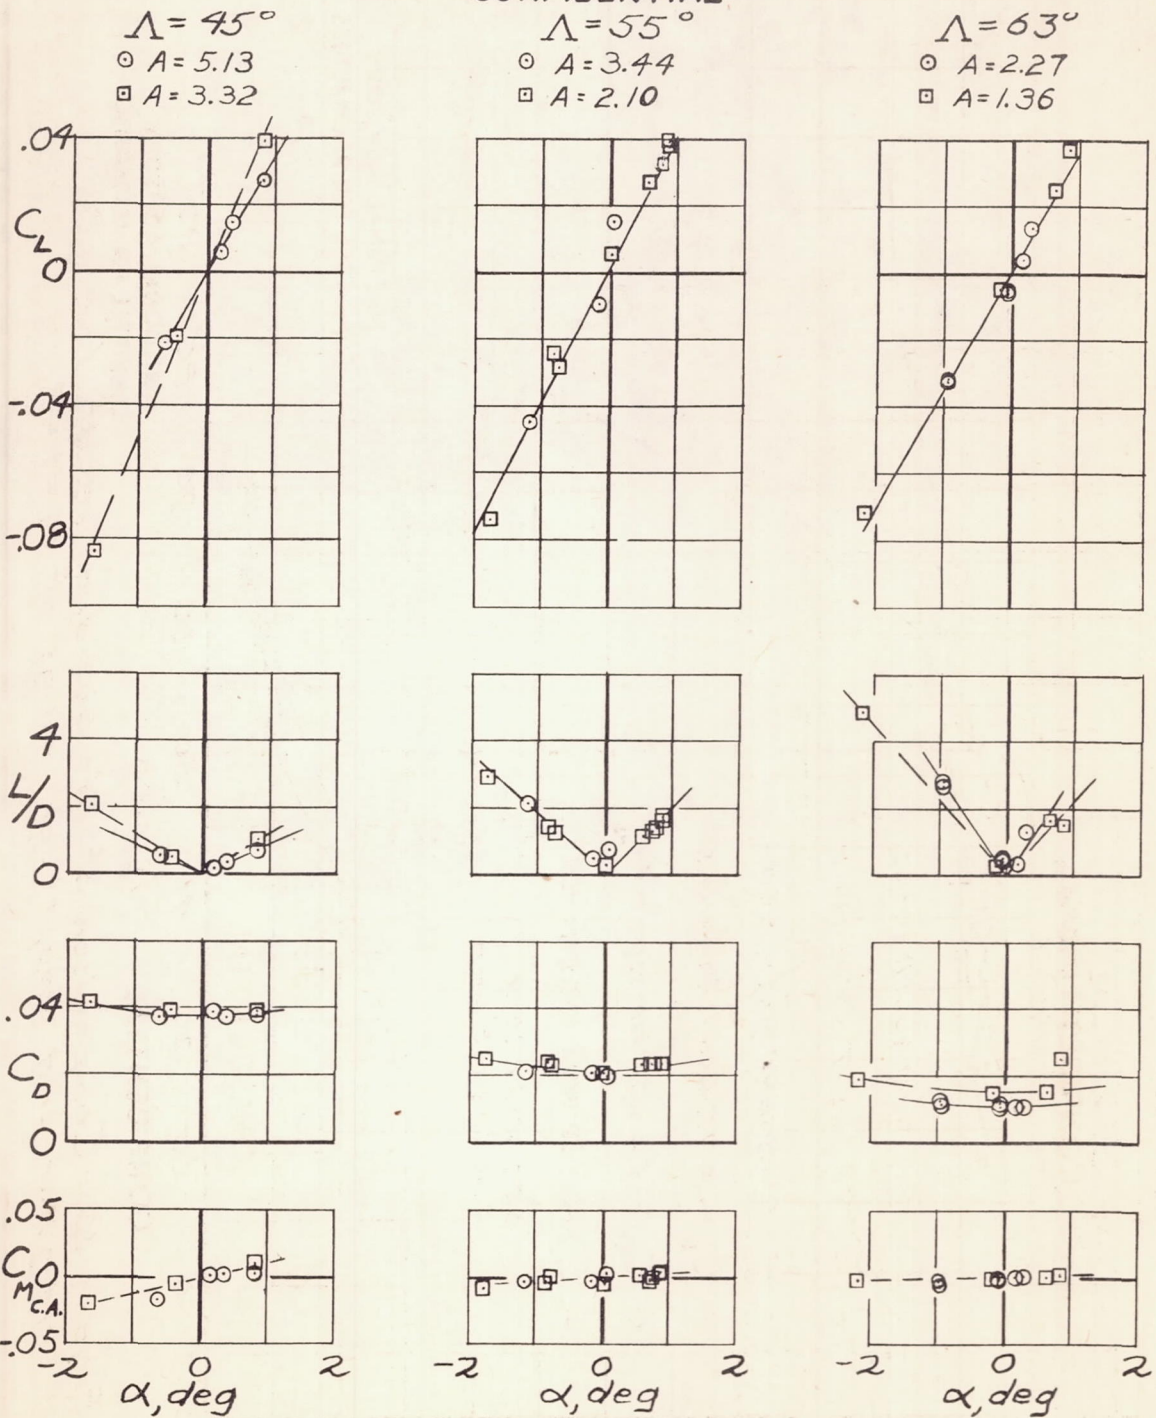 Λ = 45° Λ = 55° Λ = 63°
⊙ A = 5.13 ⊙ A = 3.44 ⊙ A = 2.27
⊡ A = 3.32 ⊡ A = 2.10 ⊡ A = 1.36
.04
C_L
0
-.04
-.08
4
L/D
0
.04
C_D
0
.05
C_M C.A. 0
-.05
-2 0 2 -2 0 2 -2 0 2
α, deg α, deg α, deg